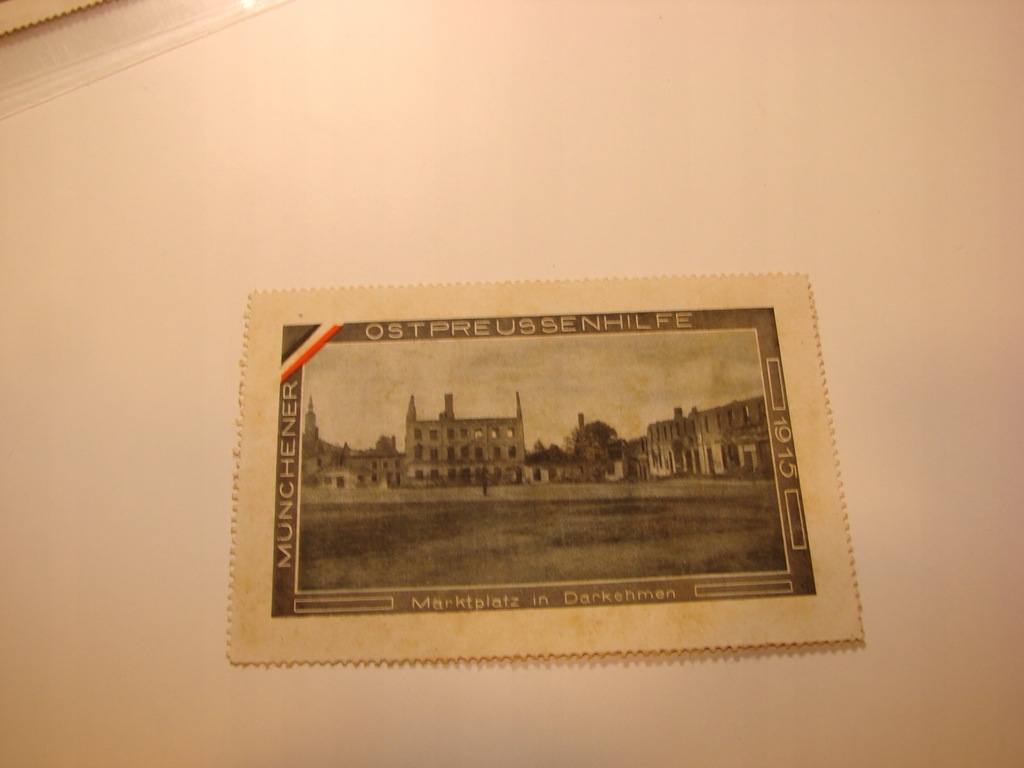 OSTPREUSSENHILFE
MÜNCHENER
1915
Marktplatz in Darkehmen